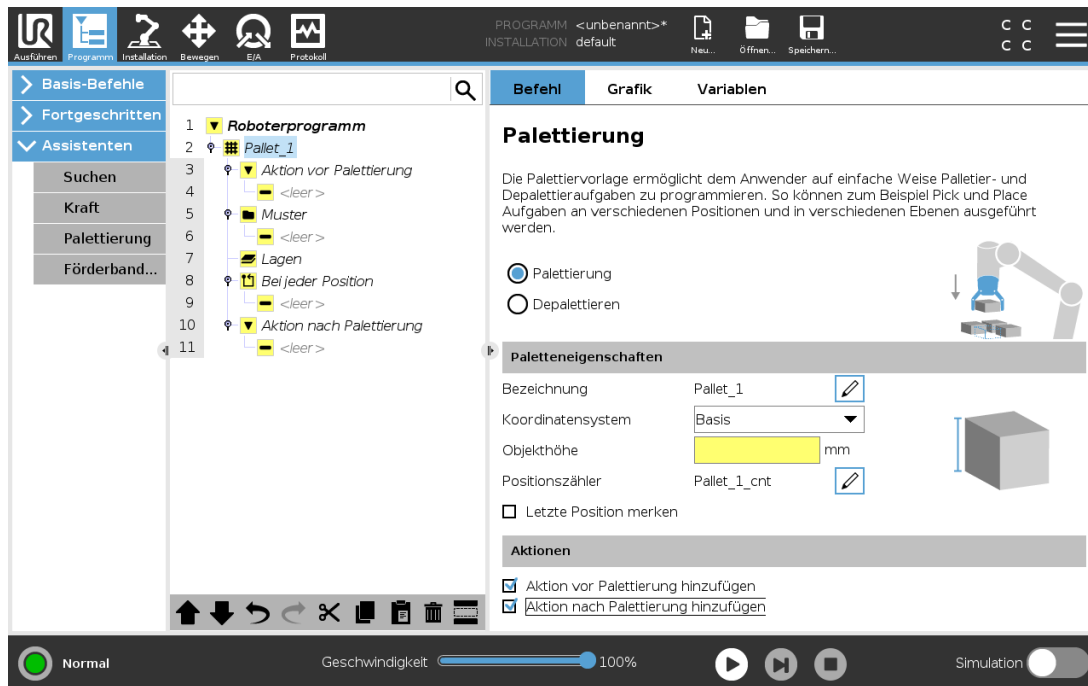 UR
PROGRAMM <unbenannt>*
INSTALLATION default
Ausführen Programm Installation Bewegen E/A Protokoll
Neu... Öffnen... Speichern...
C C
C C
Basis-Befehle
Fortgeschritten
Assistenten
Suchen
Kraft
Palettierung
Förderband...
1 Roboterprogramm
2 Pallet_1
3 Aktion vor Palettierung
4 <leer>
5 Muster
6 <leer>
7 Lagen
8 Bei jeder Position
9 <leer>
10 Aktion nach Palettierung
11 <leer>
Befehl Grafik Variablen
Palettierung
Die Palettiervorlage ermöglicht dem Anwender auf einfache Weise Palletier- und
Depalettieraufgaben zu programmieren. So können zum Beispiel Pick und Place
Aufgaben an verschiedenen Positionen und in verschiedenen Ebenen ausgeführt
werden.
Palettierung
Depalettieren
Paletteneigenschaften
Bezeichnung Pallet_1
Koordinatensystem Basis
Objekthöhe mm
Positionszähler Pallet_1_cnt
Letzte Position merken
Aktionen
Aktion vor Palettierung hinzufügen
Aktion nach Palettierung hinzufügen
Normal
Geschwindigkeit 100%
Simulation